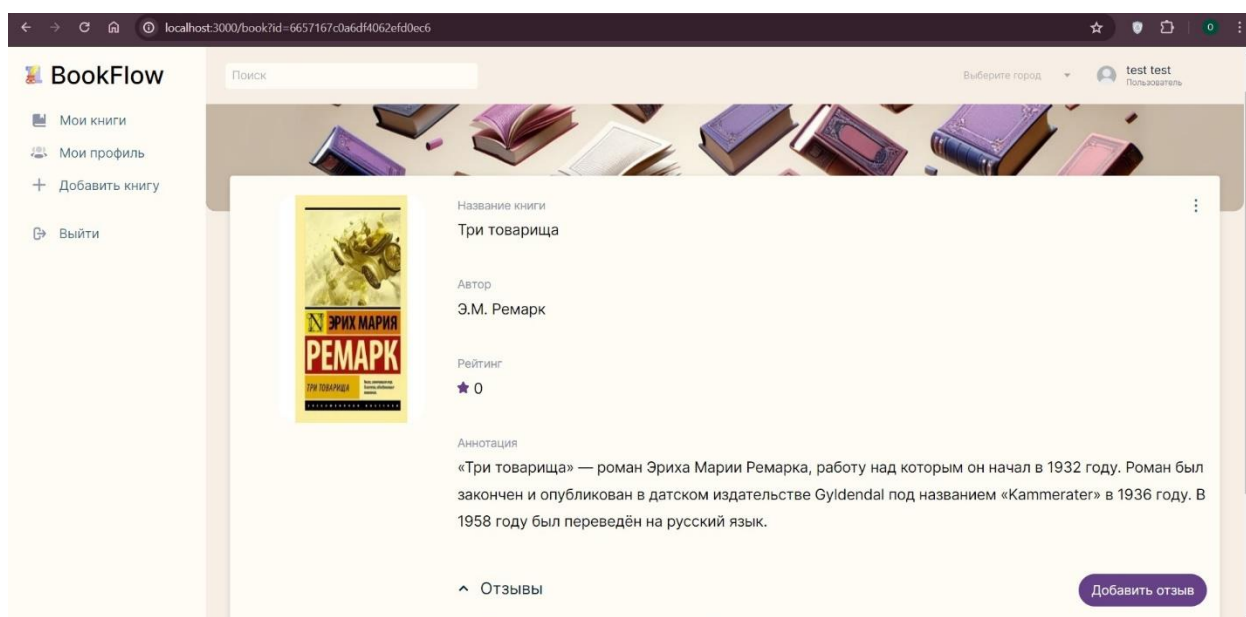 localhost:3000/book?id=6657167c0a6df4062efd0ec6
BookFlow
Поиск
Выберите город
test test
Пользователь
Мои книги
Мои профиль
Добавить книгу
Выйти
Название книги
Три товарища
Автор
Э.М. Ремарк
Рейтинг
0
Аннотация
«Три товарища» — роман Эриха Марии Ремарка, работу над которым он начал в 1932 году. Роман был
закончен и опубликован в датском издательстве Gyldendal под названием «Kammerater» в 1936 году. В
1958 году был переведён на русский язык.
ЭРИХ МАРИЯ
РЕМАРК
ТРИ ТОВАРИЩА
Отзывы
Добавить отзыв